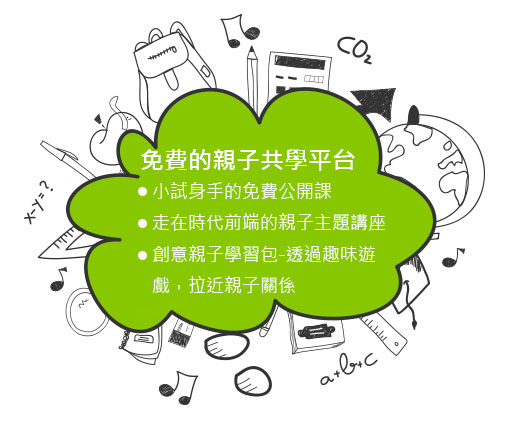 CO₂
免費的親子共學平台
● 小試身手的免費公開課
● 走在時代前端的親子主題講座
● 創意親子學習包-透過趣味遊
戲，拉近親子關係
x-y=?
a+b+c